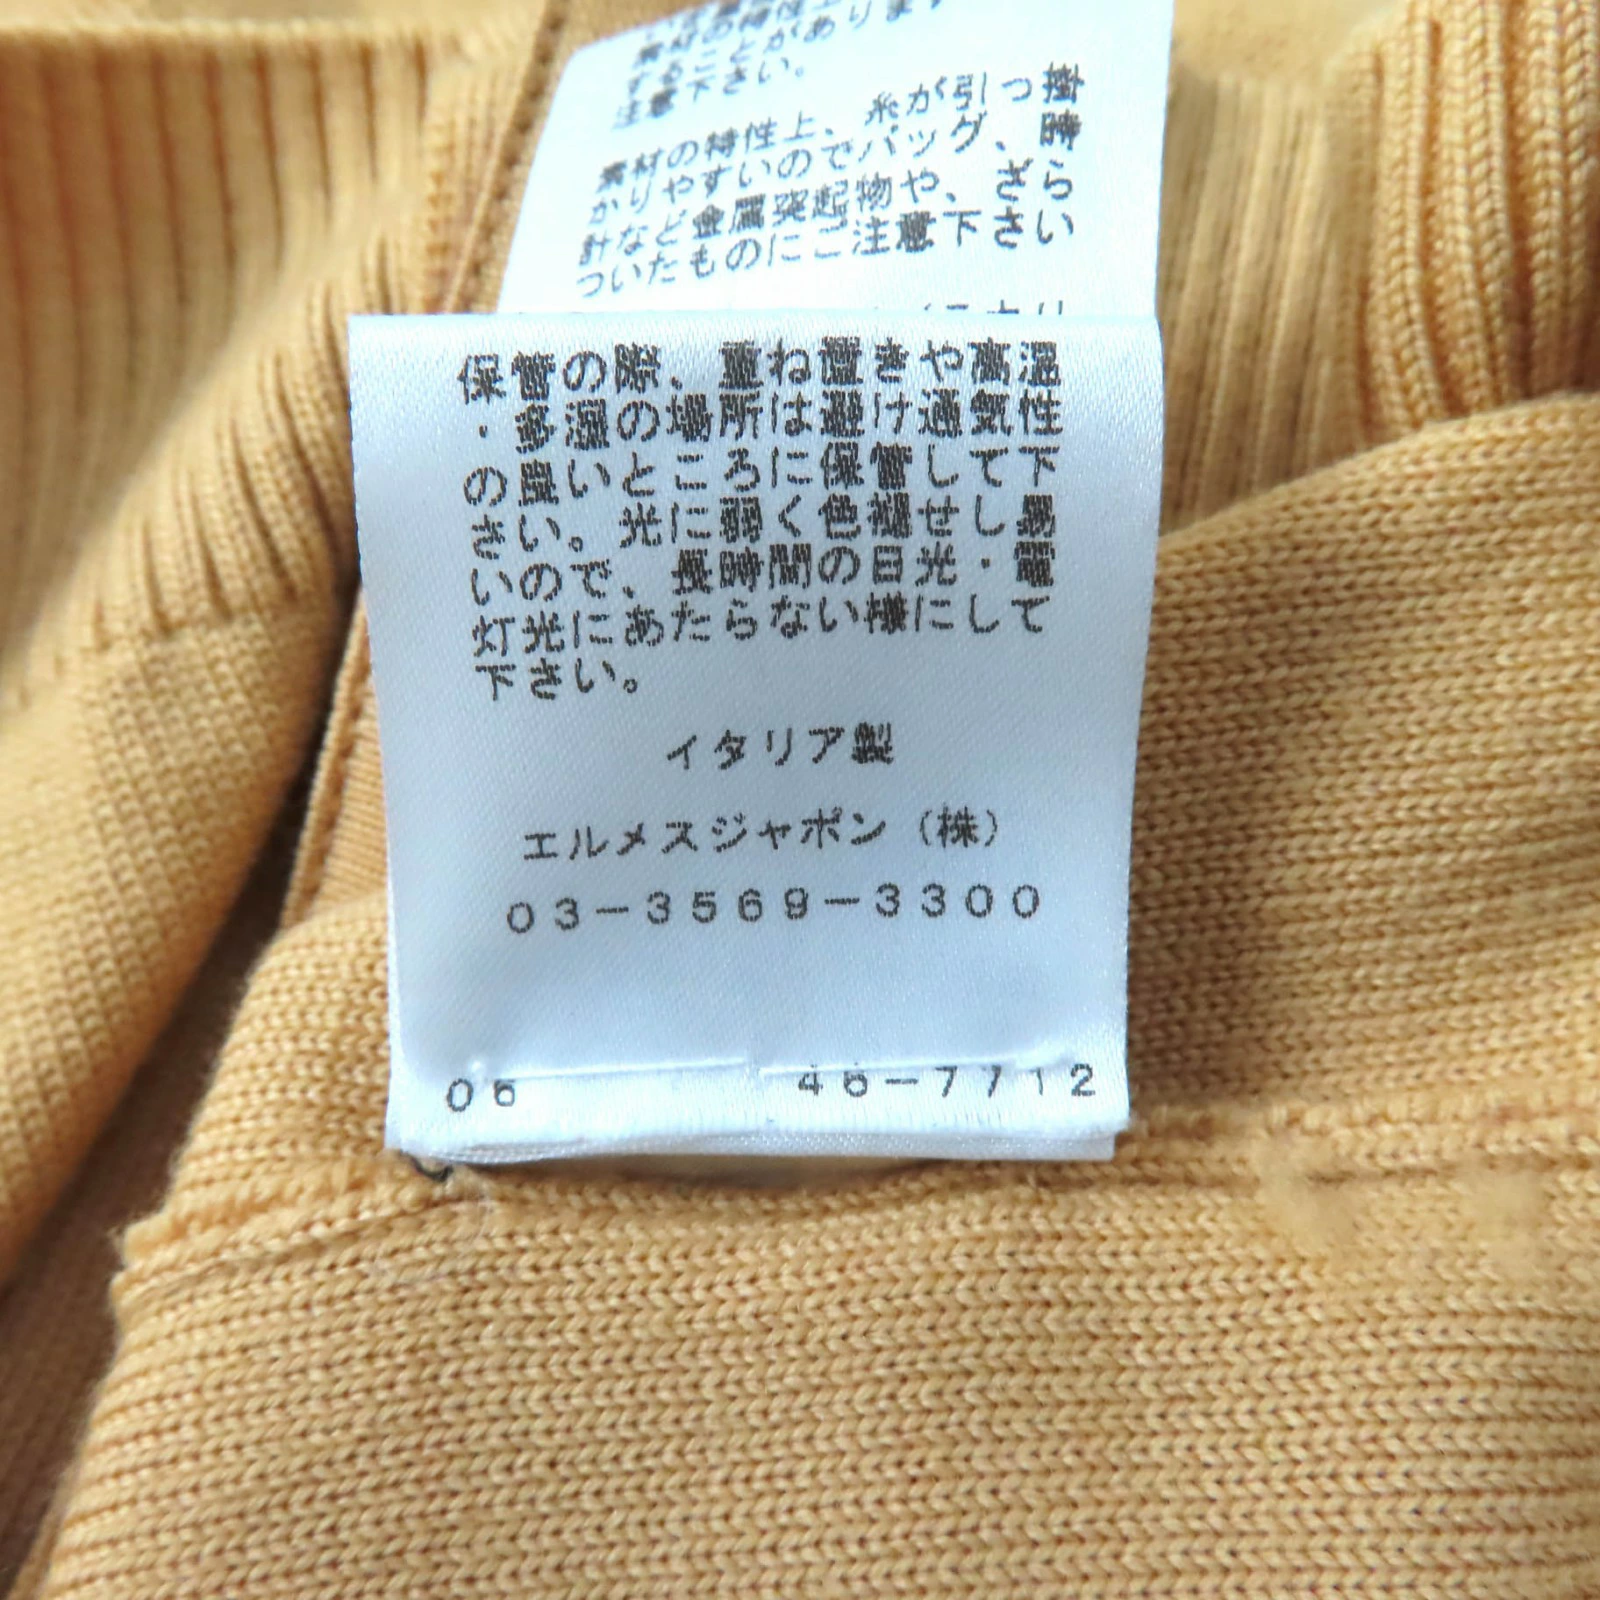 素材の特性上
することがあります
注意下さい。
素材の特性上、糸が引っ掛
かりやすいのでバッグ、時
計など金属突起物や、ざら
ついたものにご注意下さい
保管の際、重ね置きや高温
・多湿の場所は避け通気性
の良いところに保管して下
さい。光に弱く色褪せし易
いので、長時間の日光・電
灯光にあたらない様にして
下さい。
イタリア製
エルメスジャポン（株）
03-3569-3300
06 46-7712